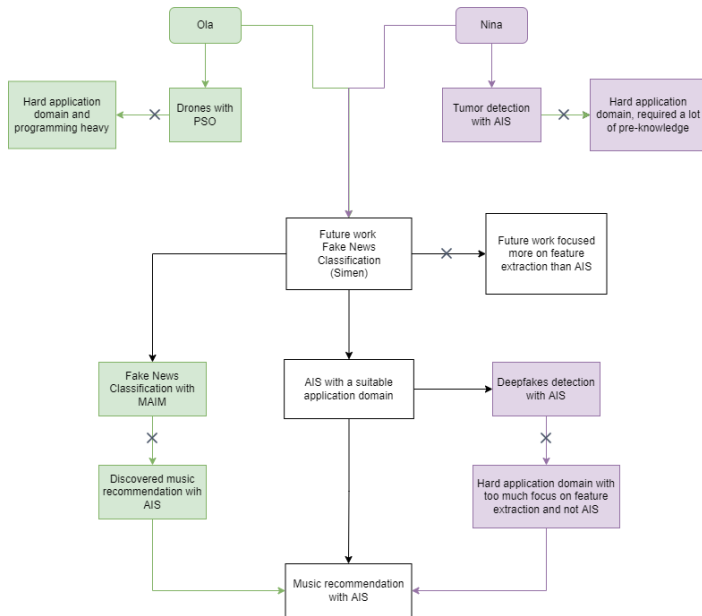 Ola
Nina
Hard application
domain and
programming heavy
Drones with
PSO
Tumor detection
with AIS
Hard application
domain, required a lot
of pre-knowledge
Future work
Fake News
Classification
(Simen)
Future work focused
more on feature
extraction than AIS
Fake News
Classification with
MAIM
AIS with a suitable
application domain
Deepfakes detection
with AIS
Discovered music
recommendation wih
AIS
Hard application domain with
too much focus on feature
extraction and not AIS
Music recommendation
with AIS